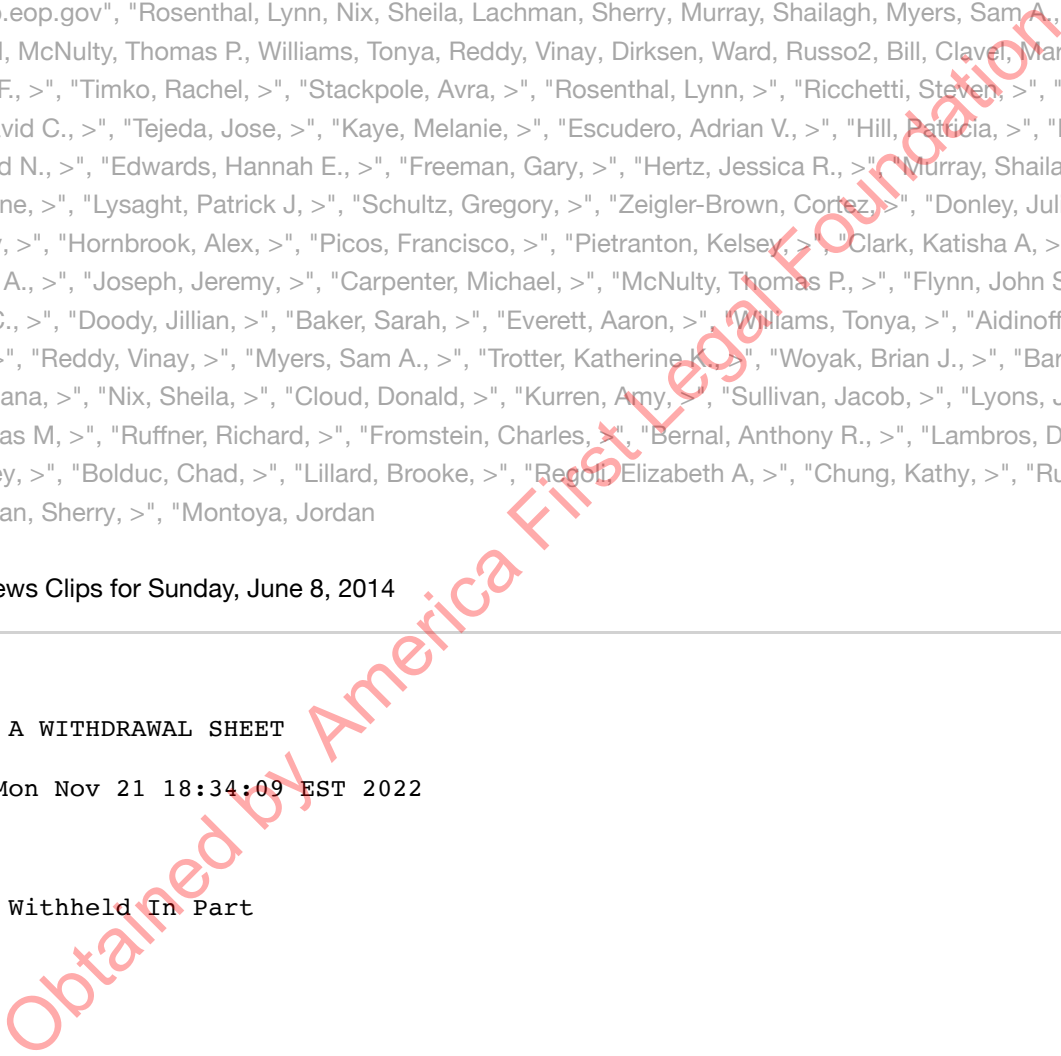 o.eop.gov", "Rosenthal, Lynn, Nix, Sheila, Lachman, Sherry, Murray, Shailagh, Myers, Sam A.,
l, McNulty, Thomas P., Williams, Tonya, Reddy, Vinay, Dirksen, Ward, Russo2, Bill, Clavel, Mar
F., >", "Timko, Rachel, >", "Stackpole, Avra, >", "Rosenthal, Lynn, >", "Ricchetti, Steven, >", "
vid C., >", "Tejeda, Jose, >", "Kaye, Melanie, >", "Escudero, Adrian V., >", "Hill, Patricia, >",
d N., >", "Edwards, Hannah E., >", "Freeman, Gary, >", "Hertz, Jessica R., >", "Murray, Shaila
ne, >", "Lysaght, Patrick J, >", "Schultz, Gregory, >", "Zeigler-Brown, Cortez, >", "Donley, Juli
, >", "Hornbrook, Alex, >", "Picos, Francisco, >", "Pietranton, Kelsey, >", "Clark, Katisha A, >
A., >", "Joseph, Jeremy, >", "Carpenter, Michael, >", "McNulty, Thomas P., >", "Flynn, John S
C., >", "Doody, Jillian, >", "Baker, Sarah, >", "Everett, Aaron, >", "Williams, Tonya, >", "Aidinoff
>", "Reddy, Vinay, >", "Myers, Sam A., >", "Trotter, Katherine K., >", "Woyak, Brian J., >", "Bar
ana, >", "Nix, Sheila, >", "Cloud, Donald, >", "Kurren, Amy, >", "Sullivan, Jacob, >", "Lyons, J
as M, >", "Ruffner, Richard, >", "Fromstein, Charles, >", "Bernal, Anthony R., >", "Lambros, D
ey, >", "Bolduc, Chad, >", "Lillard, Brooke, >", "Regoli, Elizabeth A, >", "Chung, Kathy, >", "Ru
an, Sherry, >", "Montoya, Jordan
ews Clips for Sunday, June 8, 2014
A WITHDRAWAL SHEET
Mon Nov 21 18:34:09 EST 2022
Withheld In Part
Obtained by America First Legal Foundation